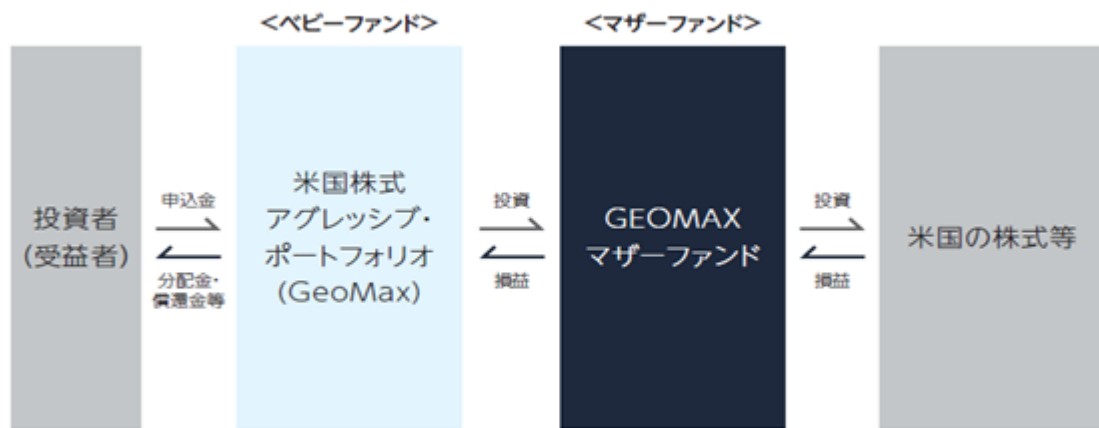 <ベビーファンド>
<マザーファンド>
投資者
(受益者)
申込金
分配金・
償還金等
米国株式
アグレッシブ・
ポートフォリオ
(GeoMax)
投資
損益
GEOMAX
マザーファンド
投資
損益
米国の株式等